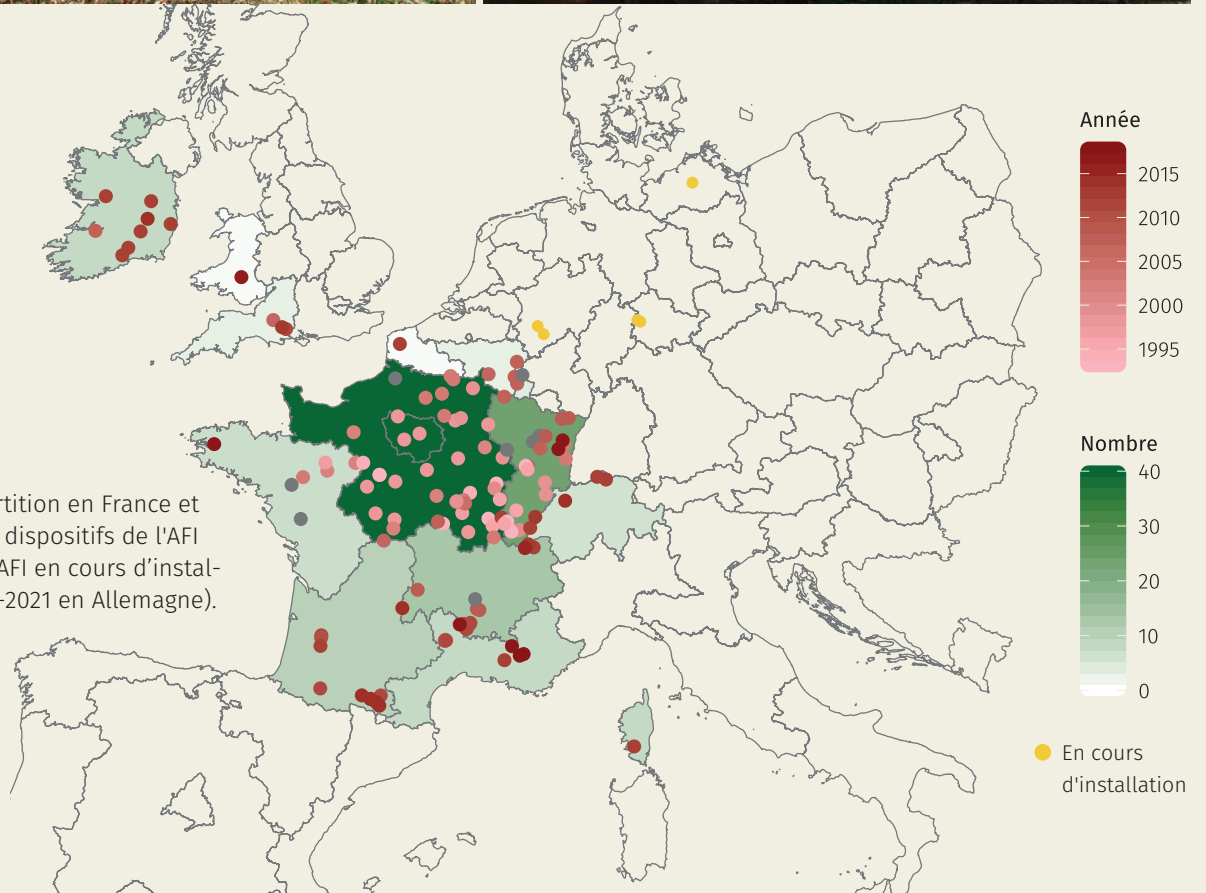 rtition en France et
dispositifs de l'AFI
AFI en cours d’instal-
-2021 en Allemagne).
Année
2015
2010
2005
2000
1995
Nombre
40
30
20
10
0
En cours
d'installation